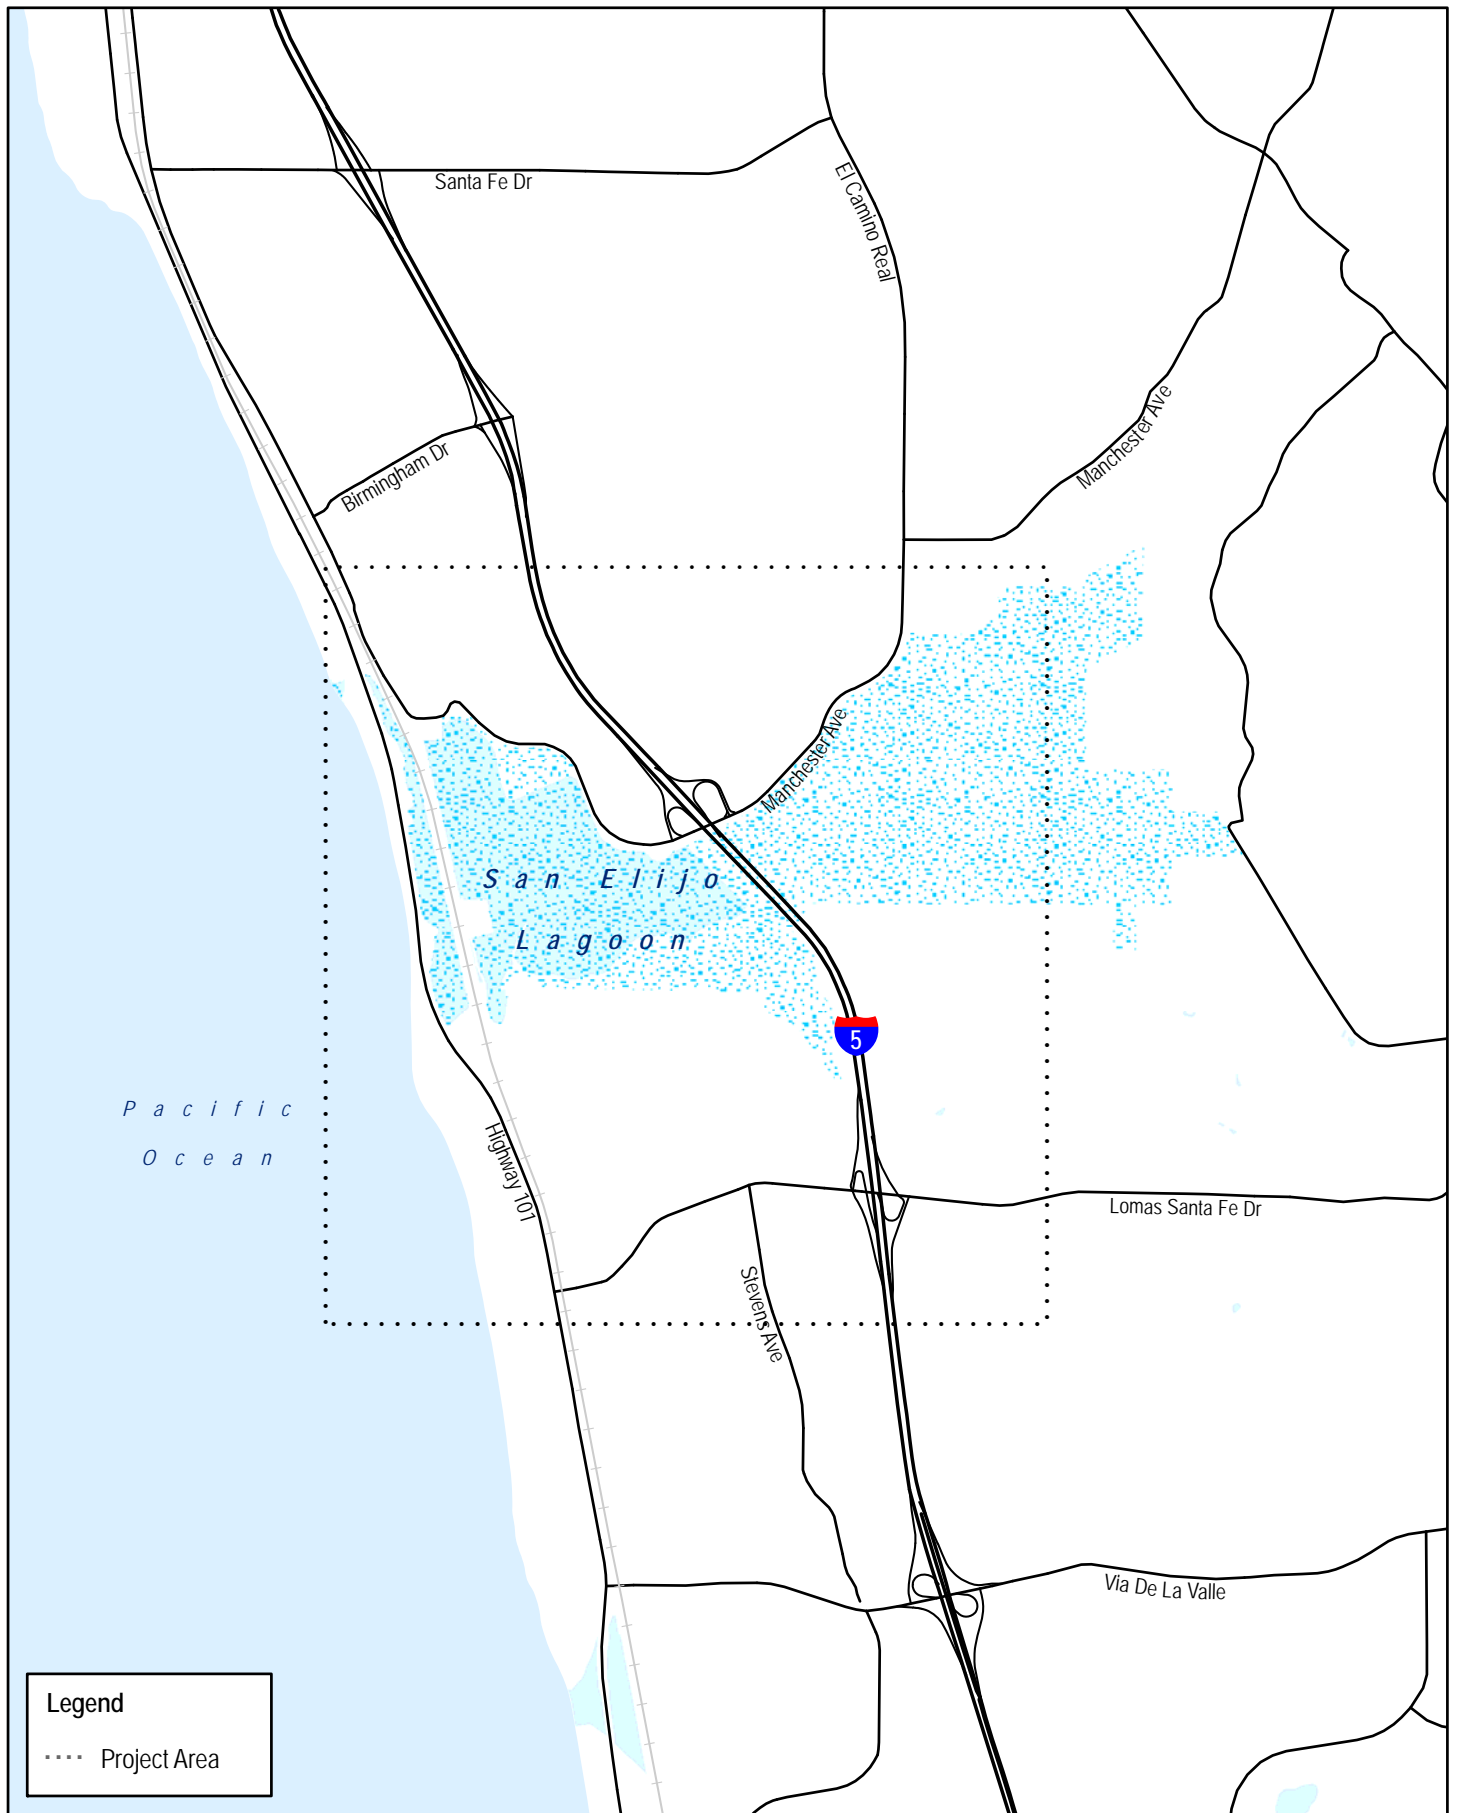 Santa Fe Dr
El Camino Real
Manchester Ave
Birmingham Dr
Manchester Ave
San Elijo
Lagoon
5
Pacific
Ocean
Highway 101
Lomas Santa Fe Dr
Stevens Ave
Via De La Valle
Legend
Project Area